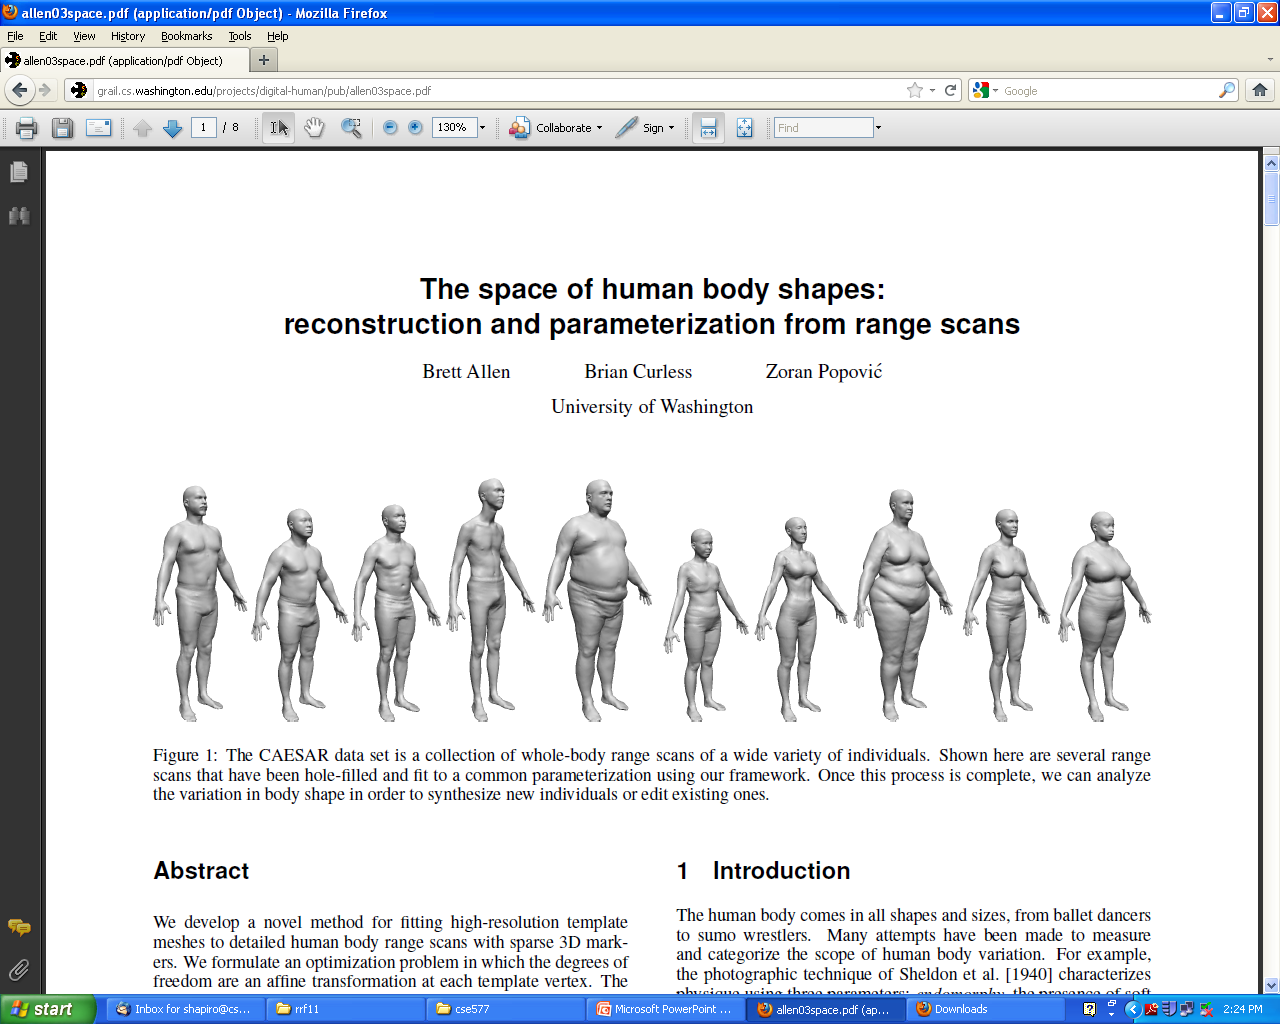 allen03space.pdf (application/pdf Object) - Mozilla Firefox
File Edit View History Bookmarks Tools Help
allen03space.pdf (application/pdf Object)
grail.cs.washington.edu/projects/digital-human/pub/allen03space.pdf
Google
1 / 8
130%
Collaborate
Sign
Find
The space of human body shapes:
reconstruction and parameterization from range scans
Brett Allen Brian Curless Zoran Popović
University of Washington
Figure 1: The CAESAR data set is a collection of whole-body range scans of a wide variety of individuals. Shown here are several range
scans that have been hole-filled and fit to a common parameterization using our framework. Once this process is complete, we can analyze
the variation in body shape in order to synthesize new individuals or edit existing ones.
Abstract
We develop a novel method for fitting high-resolution template
meshes to detailed human body range scans with sparse 3D mark-
ers. We formulate an optimization problem in which the degrees of
freedom are an affine transformation at each template vertex. The
1 Introduction
The human body comes in all shapes and sizes, from ballet dancers
to sumo wrestlers. Many attempts have been made to measure
and categorize the scope of human body variation. For example,
the photographic technique of Sheldon et al. [1940] characterizes
physique using three parameters: endomorphy, the presence of soft
start
Inbox for shapiro@cs...
rrf11
cse577
Microsoft PowerPoint ...
allen03space.pdf (ap...
Downloads
2:24 PM